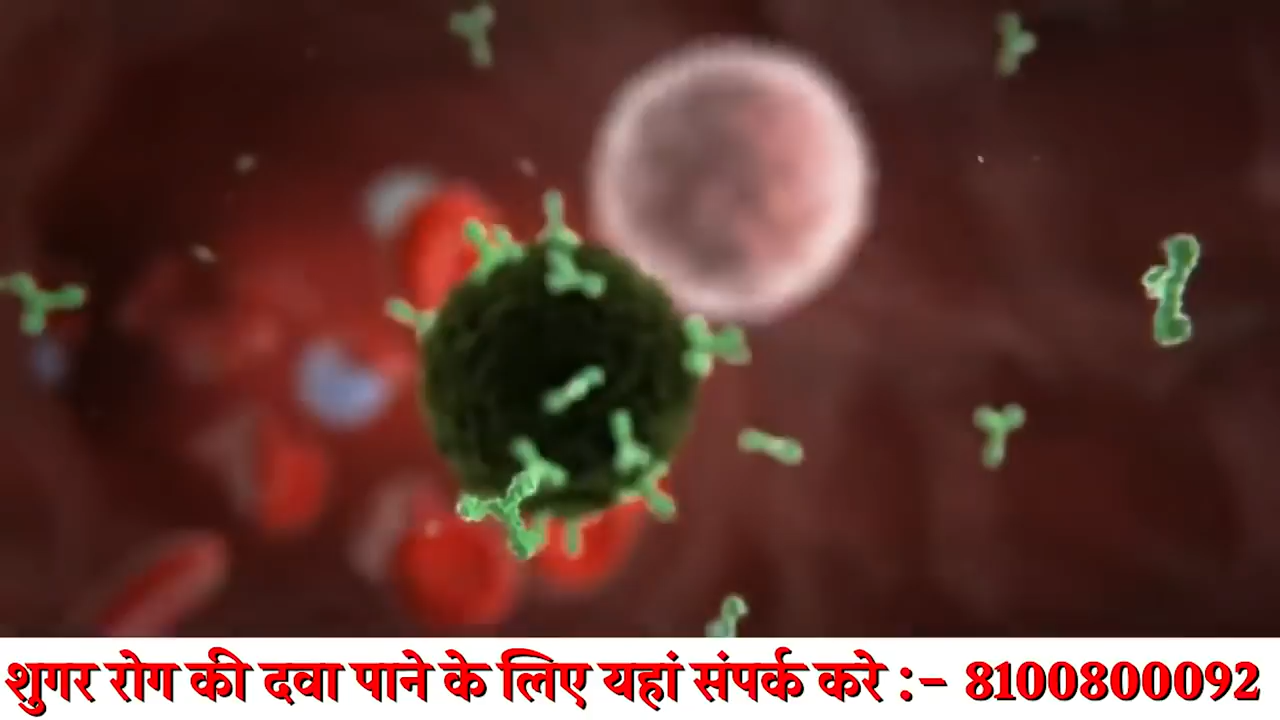 शुगर रोग की दवा पाने के लिए यहां संपर्क करे :- 8100800092